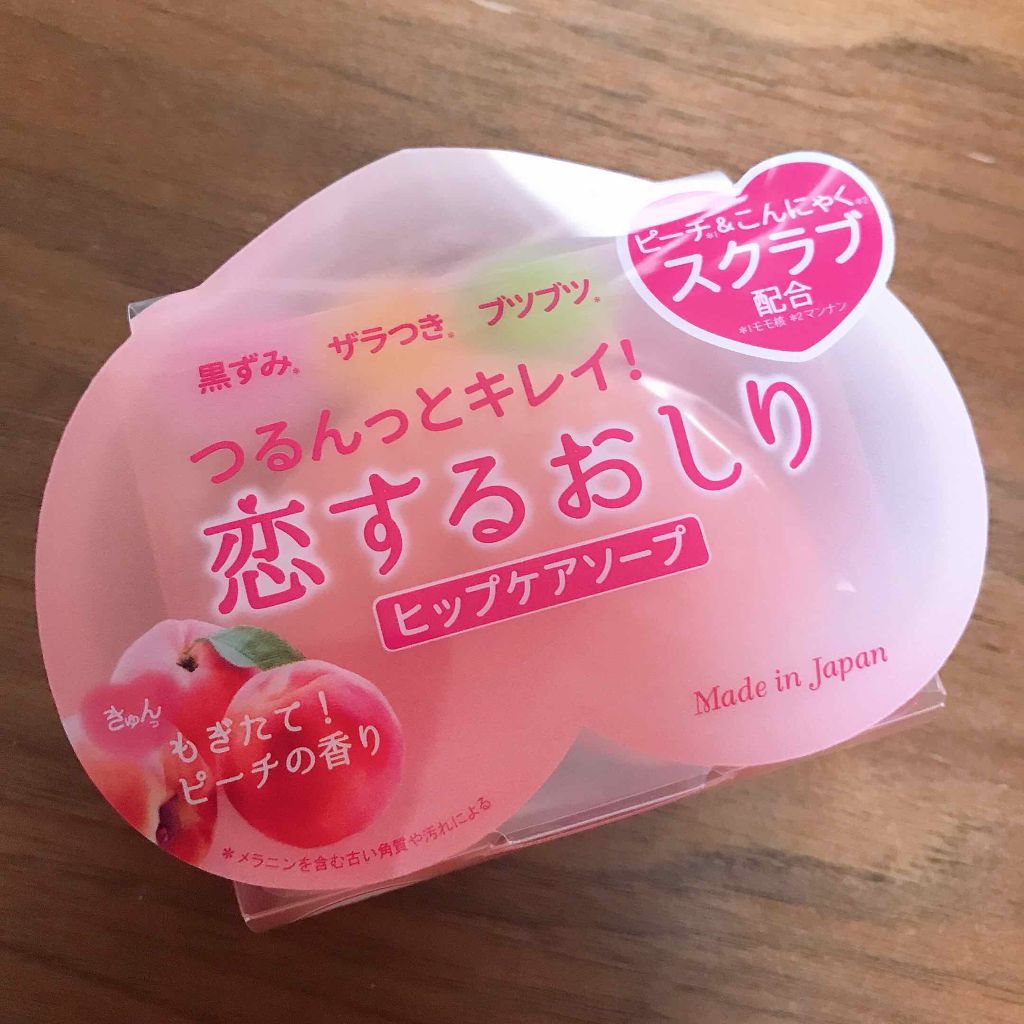 ピーチ*1&こんにゃく*2
スクラブ
配合
*1モモ核 *2マンナン
黒ずみ* ザラつき* ブツブツ*
つるんっとキレイ!
恋するおしり
ヒップケアソープ
きゅんっ
もぎたて!
ピーチの香り
Made in Japan
*メラニンを含む古い角質や汚れによる